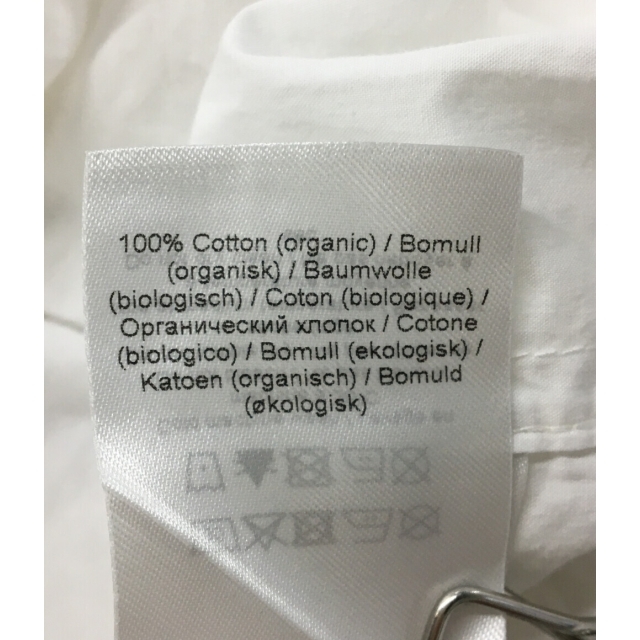 100% Cotton (organic) / Bomull
(organisk) / Baumwolle
(biologisch) / Coton (biologique) /
Органический хлопок / Cotone
(biologico) / Bomull (ekologisk) /
Katoen (organisch) / Bomuld
(økologisk)